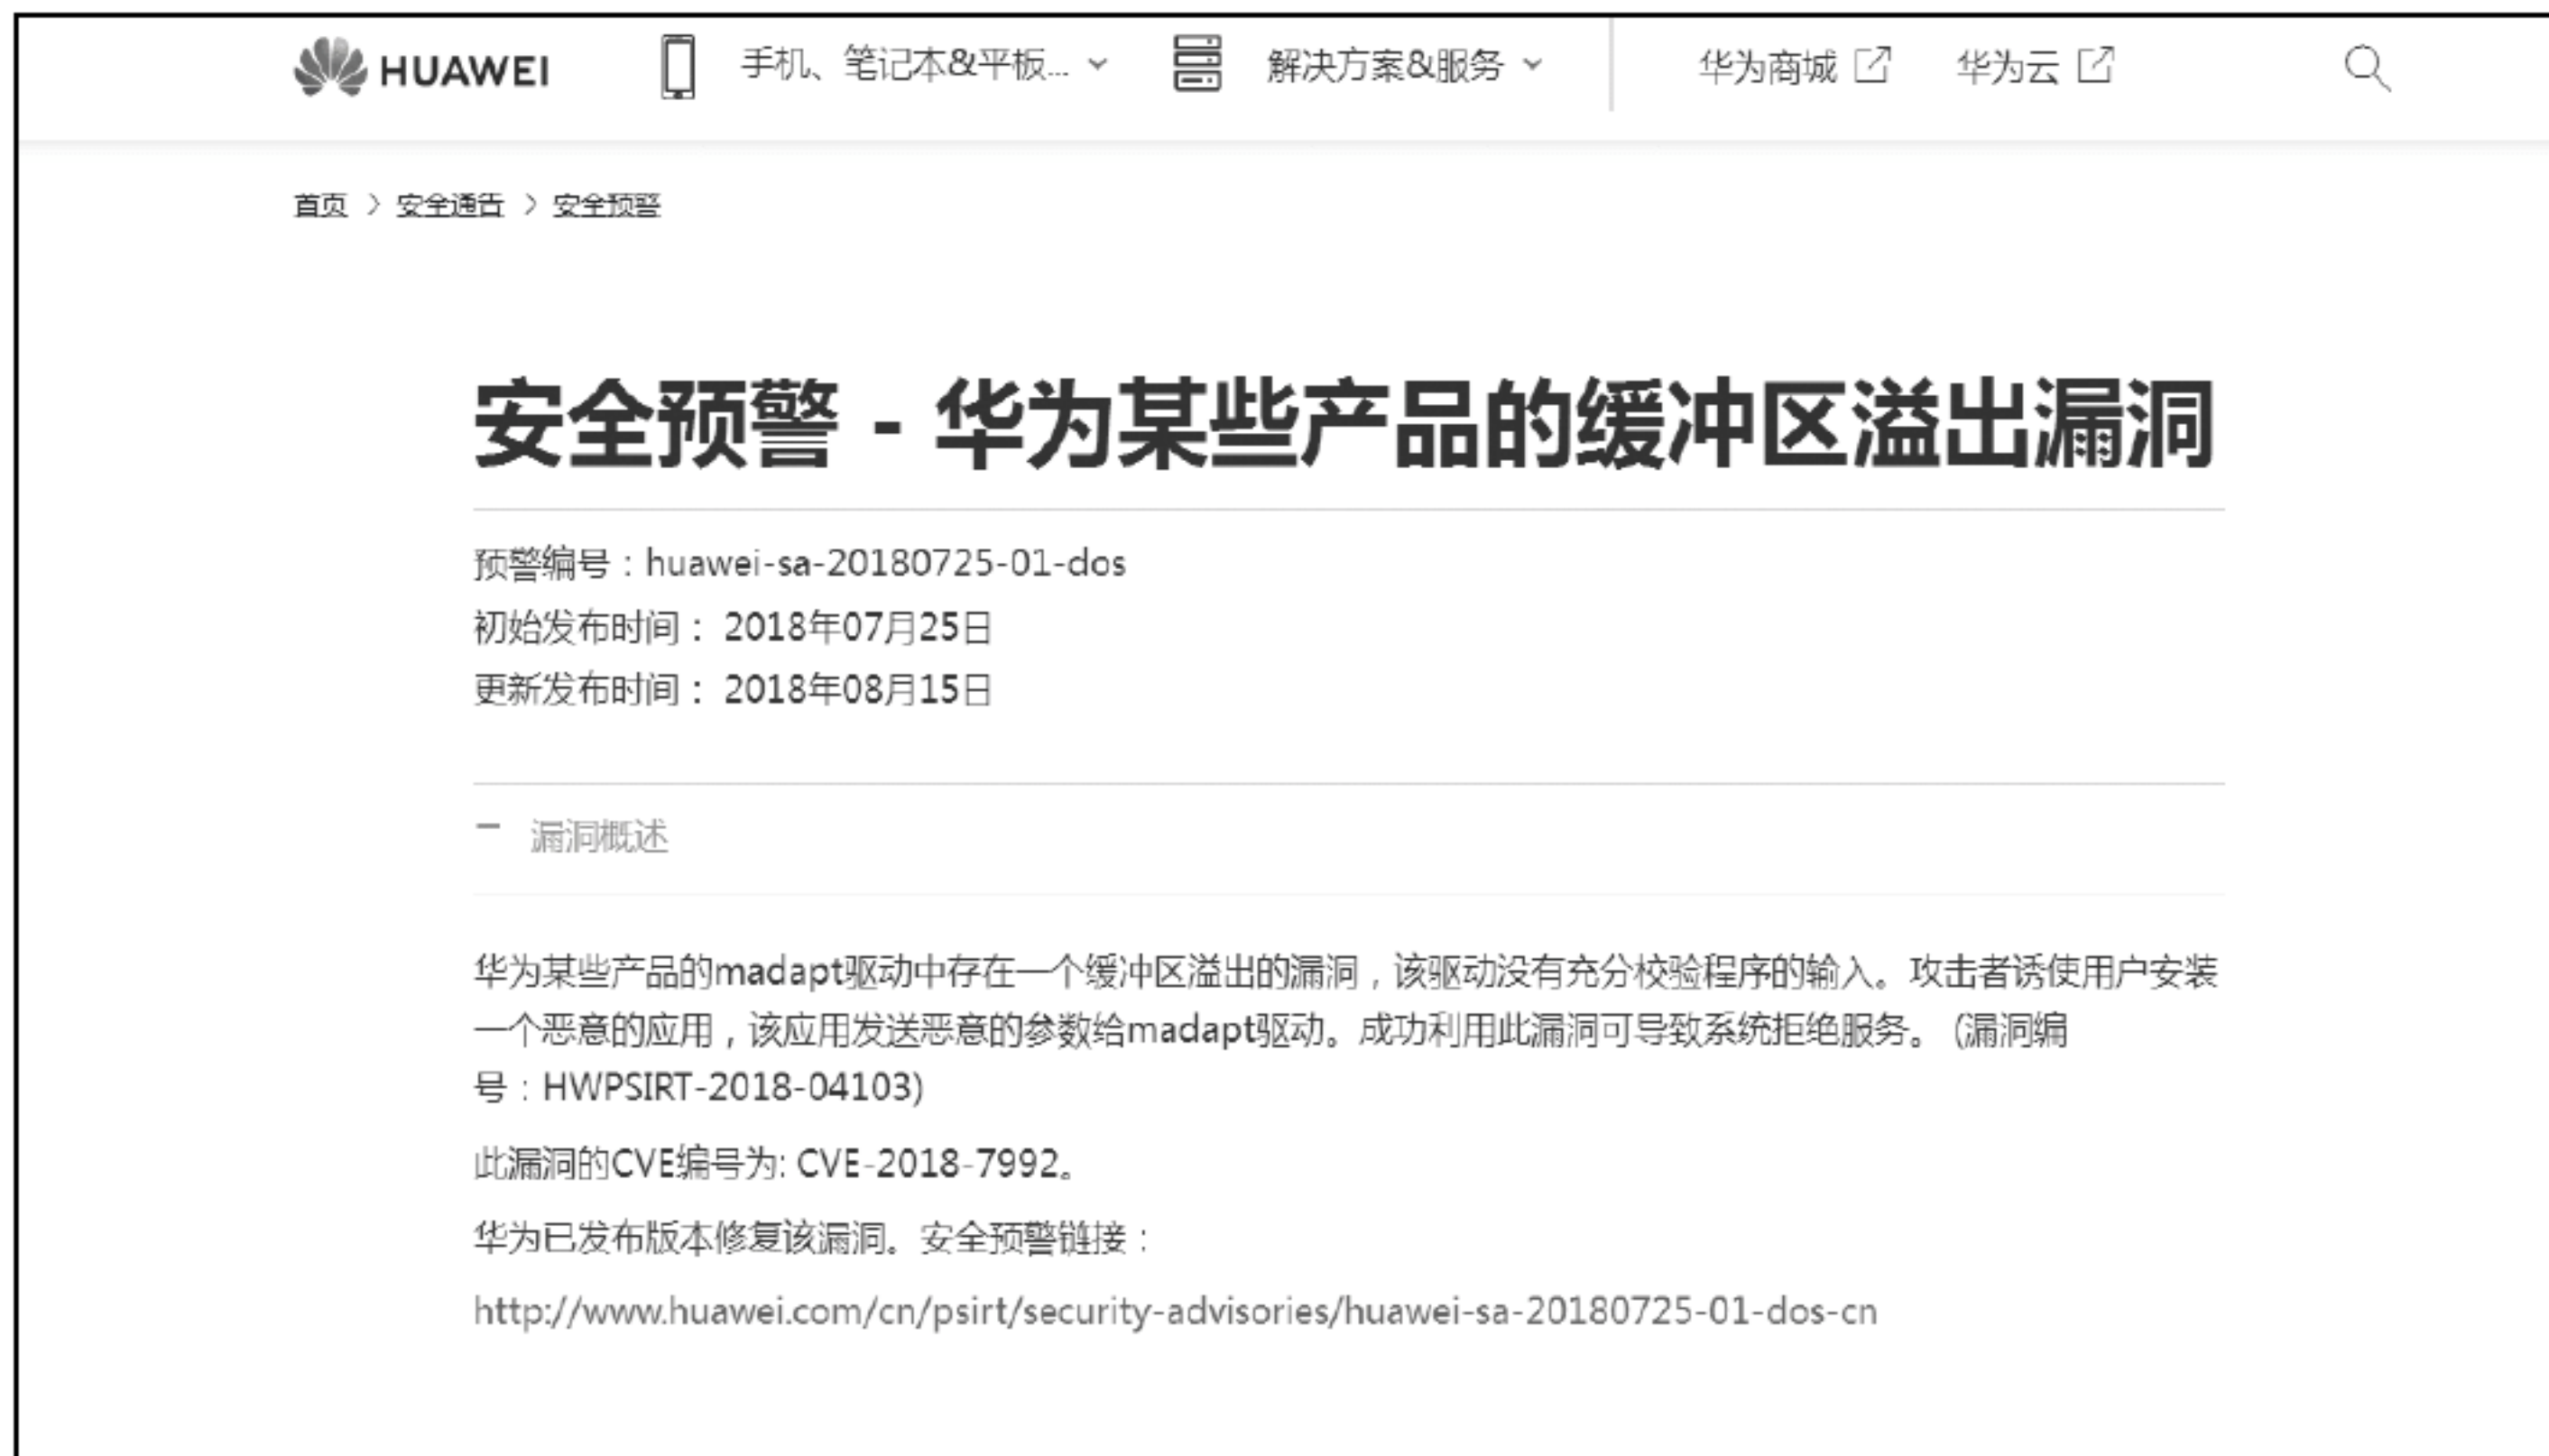 HUAWEI 手机、笔记本&平板... 解决方案&服务 华为商城 华为云
首页 > 安全通告 > 安全预警
安全预警 - 华为某些产品的缓冲区溢出漏洞
预警编号：huawei-sa-20180725-01-dos
初始发布时间： 2018年07月25日
更新发布时间： 2018年08月15日
漏洞概述
华为某些产品的madapt驱动中存在一个缓冲区溢出的漏洞，该驱动没有充分校验程序的输入。攻击者诱使用户安装
一个恶意的应用，该应用发送恶意的参数给madapt驱动。成功利用此漏洞可导致系统拒绝服务。 (漏洞编
号：HWPSIRT-2018-04103)
此漏洞的CVE编号为: CVE-2018-7992。
华为已发布版本修复该漏洞。安全预警链接：
http://www.huawei.com/cn/psirt/security-advisories/huawei-sa-20180725-01-dos-cn